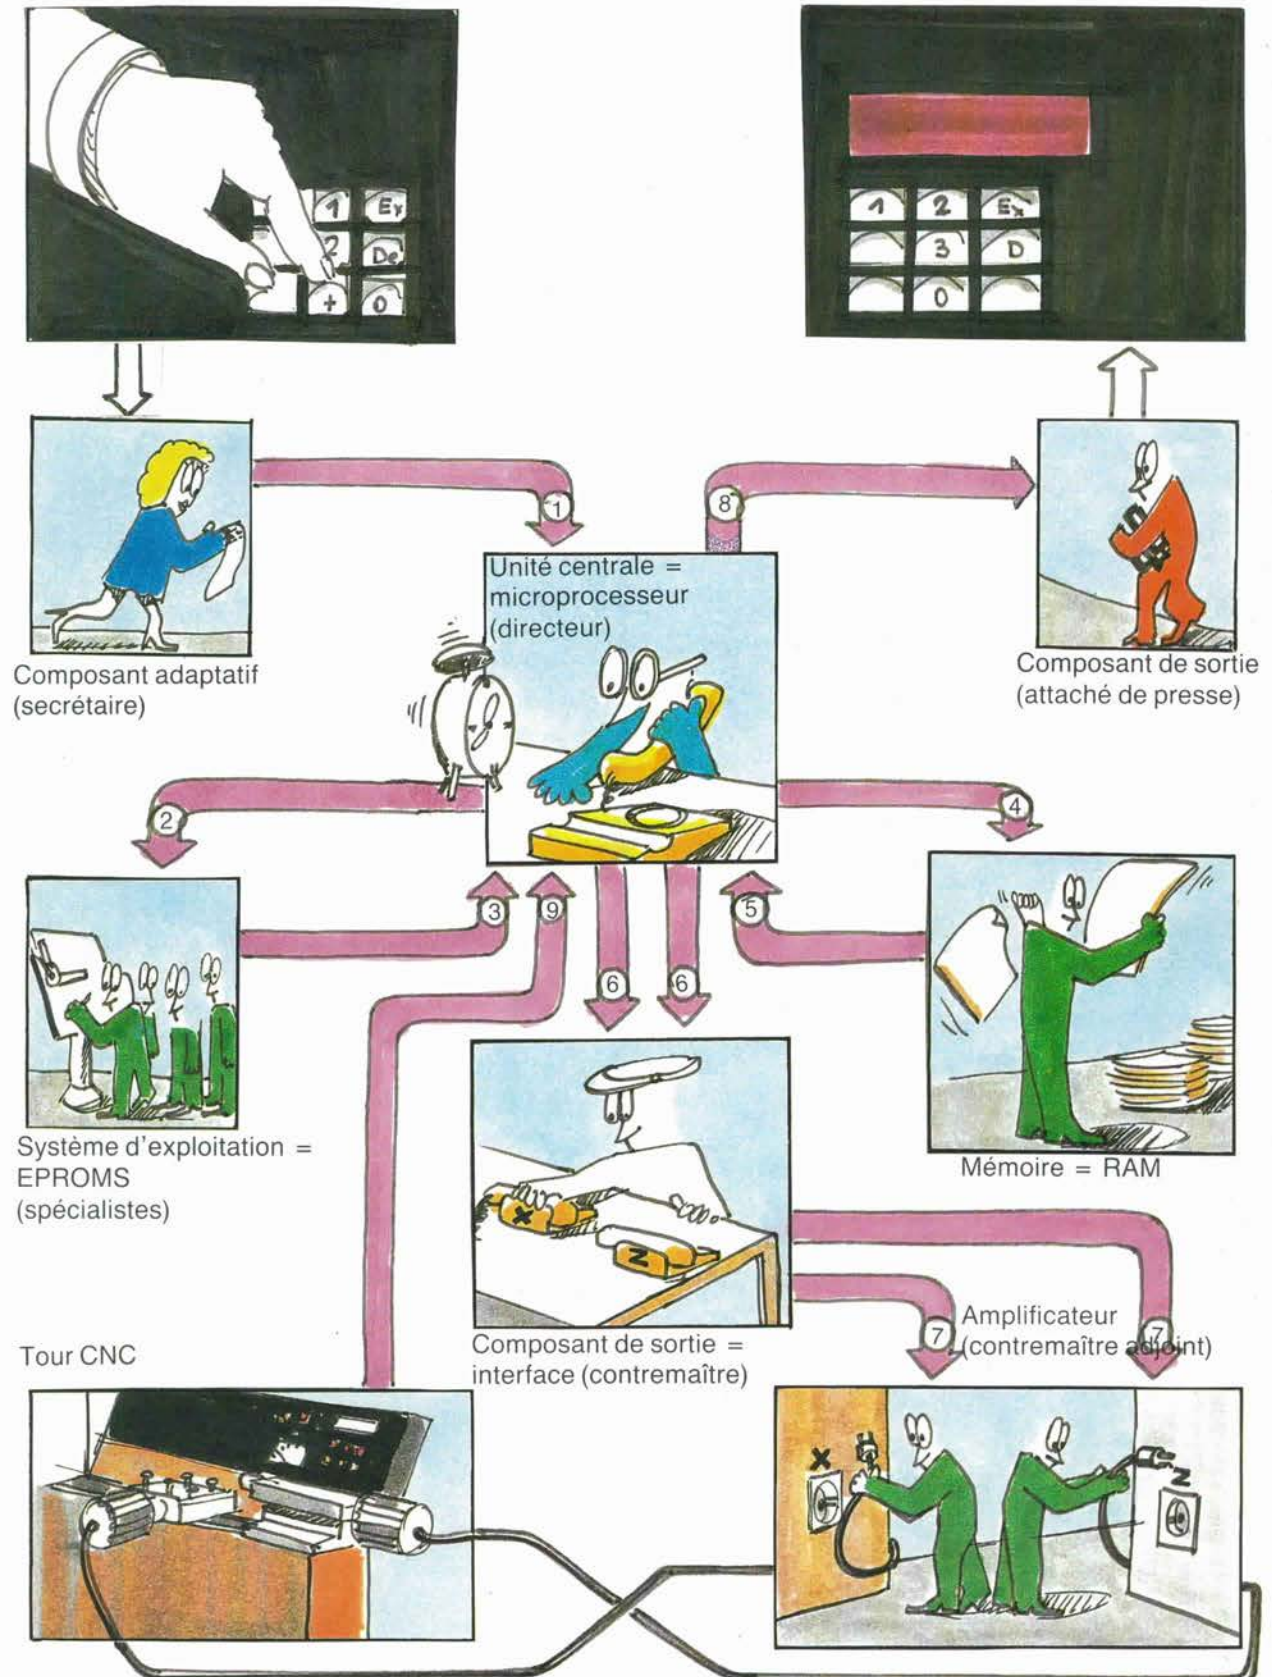 1 Ex
2 De
+ 0
1 2 Ex
3 D
0
1
8
Unité centrale =
microprocesseur
(directeur)
Composant adaptatif
(secrétaire)
Composant de sortie
(attaché de presse)
2
4
3
9
5
6
6
Système d'exploitation =
EPROMS
(spécialistes)
Mémoire = RAM
X
Z
Composant de sortie =
interface (contremaître)
7
7
Amplificateur
(contremaître adjoint)
Tour CNC
X
Z